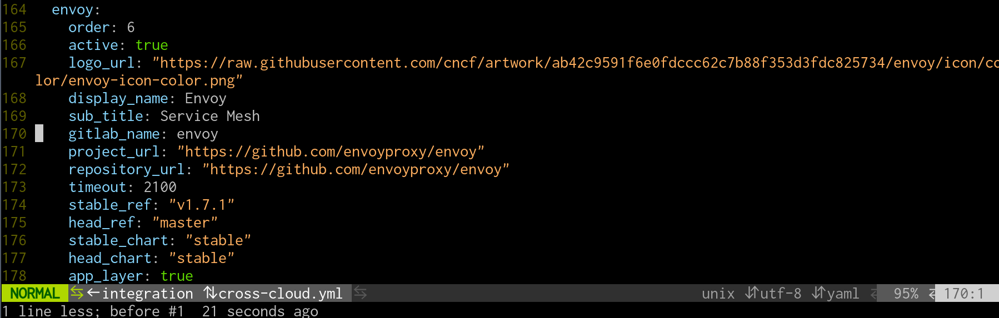 164   envoy:
165     order: 6
166     active: true
167     logo_url: "https://raw.githubusercontent.com/cncf/artwork/ab42c9591f6e0fdccc62c7b88f353d3fdc825734/envoy/icon/co
lor/envoy-icon-color.png"
168     display_name: Envoy
169     sub_title: Service Mesh
170     gitlab_name: envoy
171     project_url: "https://github.com/envoyproxy/envoy"
172     repository_url: "https://github.com/envoyproxy/envoy"
173     timeout: 2100
174     stable_ref: "v1.7.1"
175     head_ref: "master"
176     stable_chart: "stable"
177     head_chart: "stable"
178     app_layer: true
NORMAL ⇆ ←integration ⇅cross-cloud.yml ⇆ unix ⇵utf-8 ⇵yaml 95% 170:1
1 line less; before #1  21 seconds ago